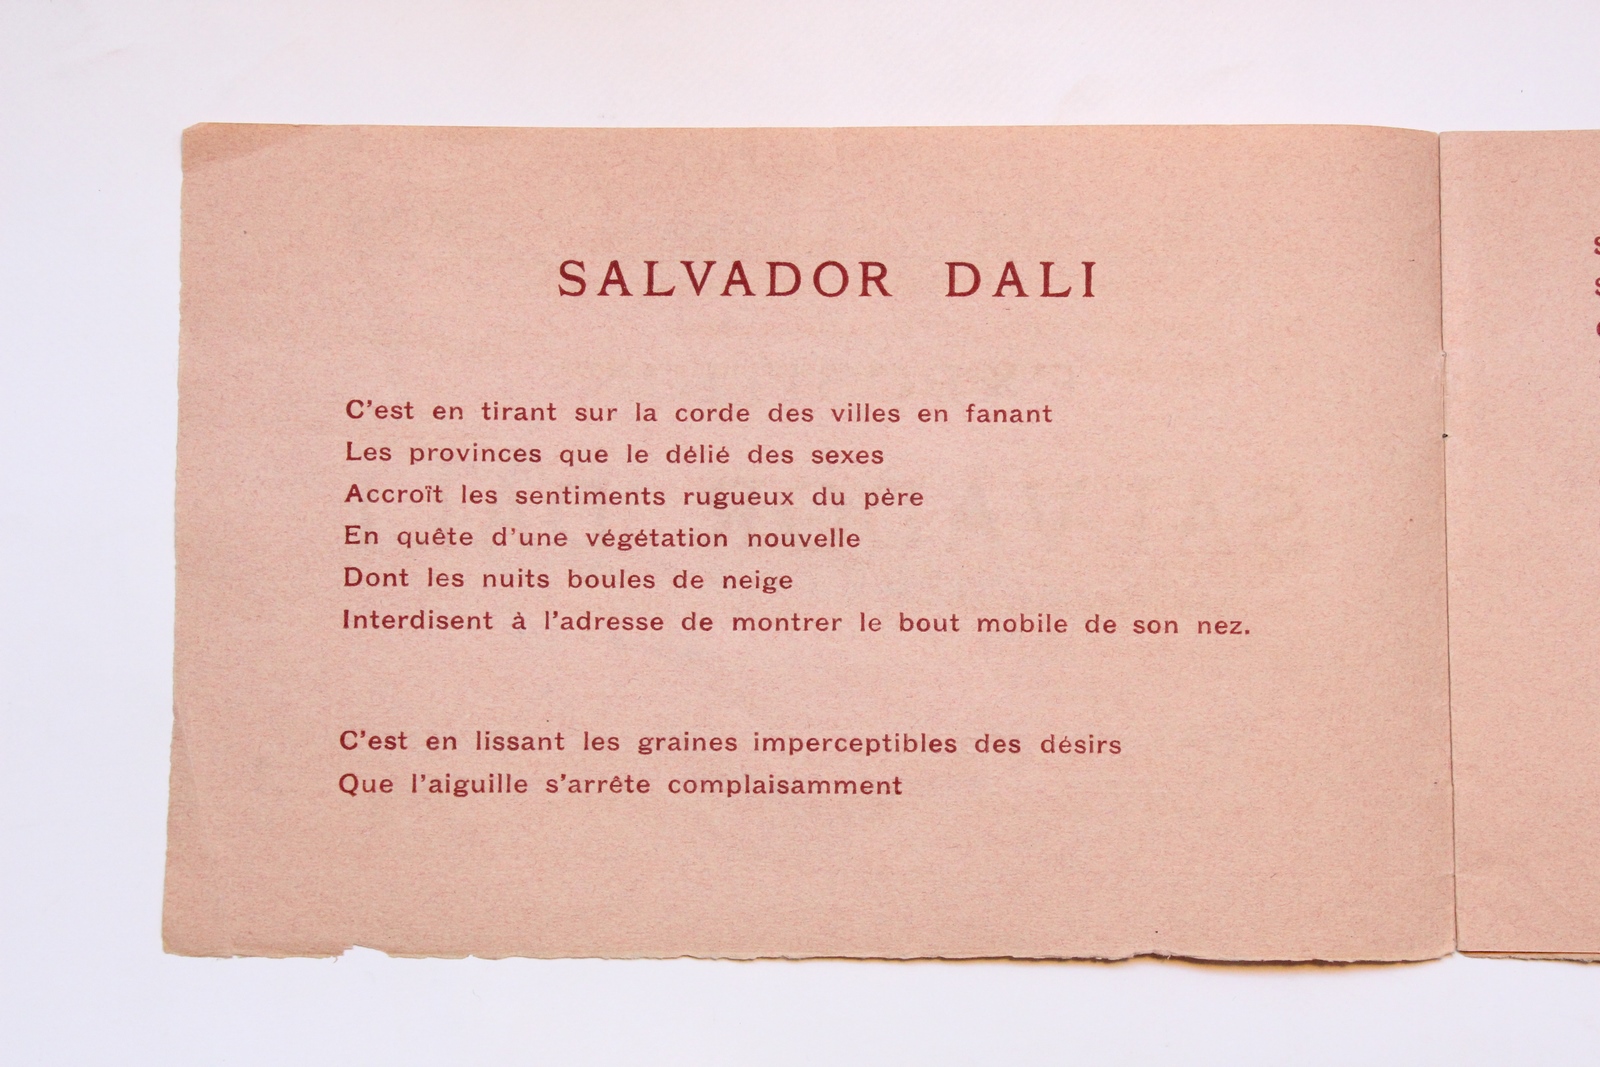 SALVADOR DALI
C'est en tirant sur la corde des villes en fanant
Les provinces que le délié des sexes
Accroît les sentiments rugueux du père
En quête d'une végétation nouvelle
Dont les nuits boules de neige
Interdisent à l'adresse de montrer le bout mobile de son nez.
C'est en lissant les graines imperceptibles des désirs
Que l'aiguille s'arrête complaisamment